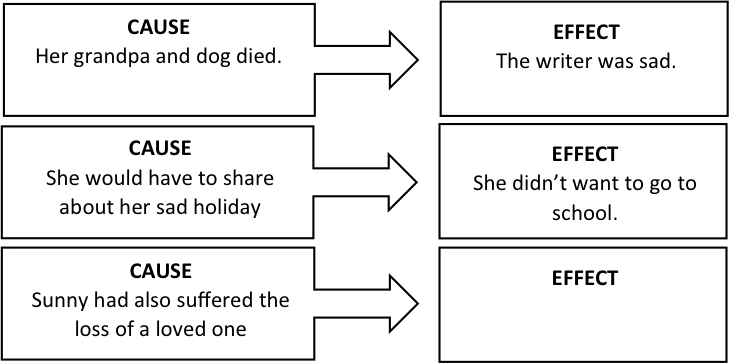 CAUSE
Her grandpa and dog died.
EFFECT
The writer was sad.
CAUSE
She would have to share
about her sad holiday
EFFECT
She didn’t want to go to
school.
CAUSE
Sunny had also suffered the
loss of a loved one
EFFECT